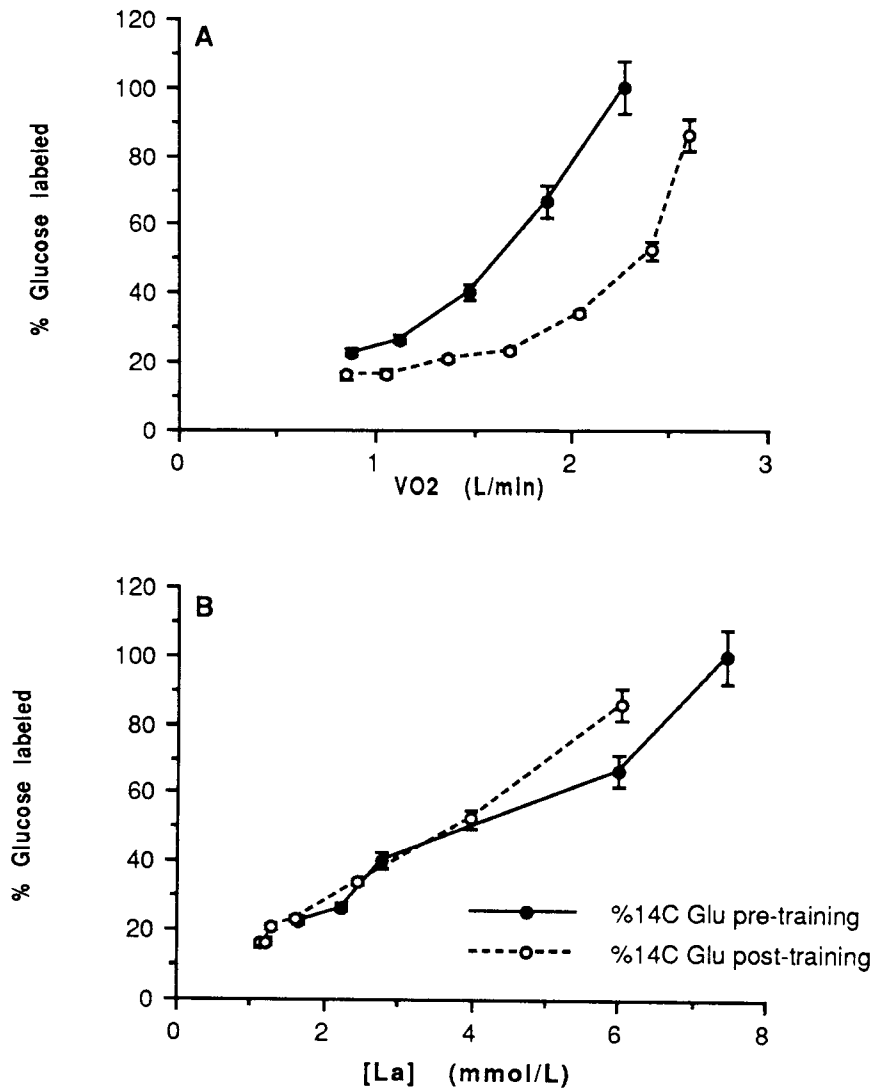 A
120
100
80
60
40
20
0
% Glucose labeled
0 1 2 3
VO2 (L/min)
B
120
100
80
60
40
20
0
% Glucose labeled
%14C Glu pre-training
%14C Glu post-training
0 2 4 6 8
[La] (mmol/L)